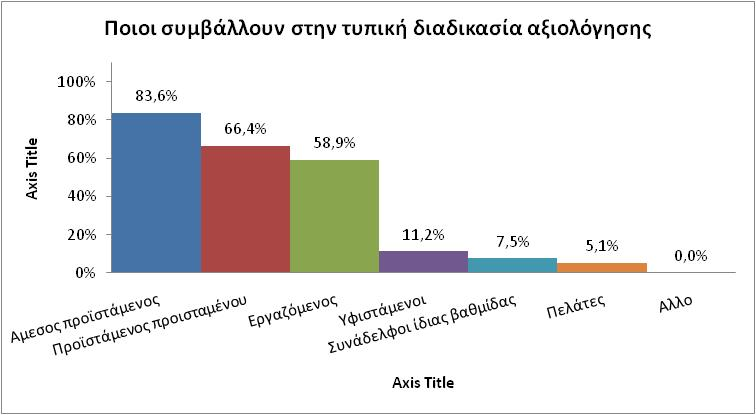 Ποιοι συμβάλλουν στην τυπική διαδικασία αξιολόγησης
Axis Title
100%
80%
60%
40%
20%
0%
83,6%
66,4%
58,9%
11,2%
7,5%
5,1%
0,0%
Αμεσος προϊστάμενος
Προϊστάμενος προισταμένου
Εργαζόμενος
Υφιστάμενοι
Συνάδελφοι ίδιας βαθμίδας
Πελάτες
Αλλο
Axis Title